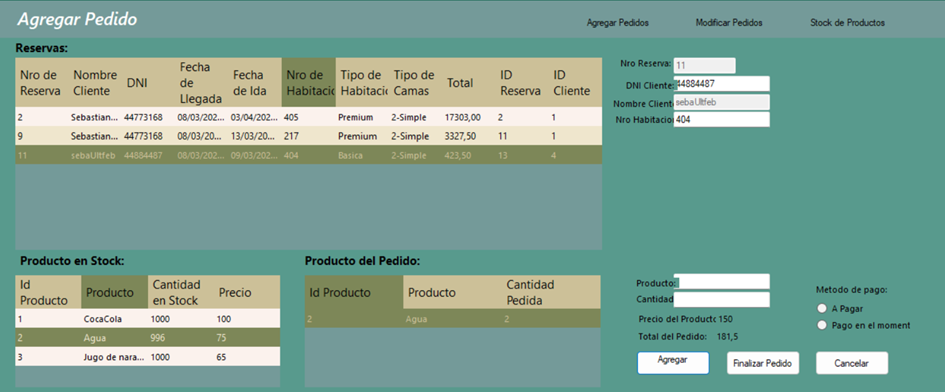 Agregar Pedido
Agregar Pedidos Modificar Pedidos Stock de Productos
Reservas:
Nro de Reserva Nombre Cliente DNI Fecha de Llegada Fecha de Ida Nro de Habitacio Tipo de Habitacio Tipo de Camas Total ID Reserva ID Cliente
2 Sebastian... 44773168 08/03/202... 03/04/202... 405 Premium 2-Simple 17303,00 2 1
9 Sebastian... 44773168 08/03/20... 13/03/20... 217 Premium 2-Simple 3327,50 11 1
11 sebaUltfeb 44884487 08/03/202... 09/03/202... 404 Basica 2-Simple 423,50 13 4
Nro Reserva: 11
DNI Cliente: 44884487
Nombre Client sebaUltfeb
Nro Habitacion 404
Producto en Stock:
Id Producto Producto Cantidad en Stock Precio
1 CocaCola 1000 100
2 Agua 996 75
3 Jugo de nara... 1000 65
Producto del Pedido:
Id Producto Producto Cantidad Pedida
2 Agua 2
Producto:
Cantidad
Precio del Producto 150
Total del Pedido: 181,5
Metodo de pago:
A Pagar
Pago en el moment
Agregar Finalizar Pedido Cancelar